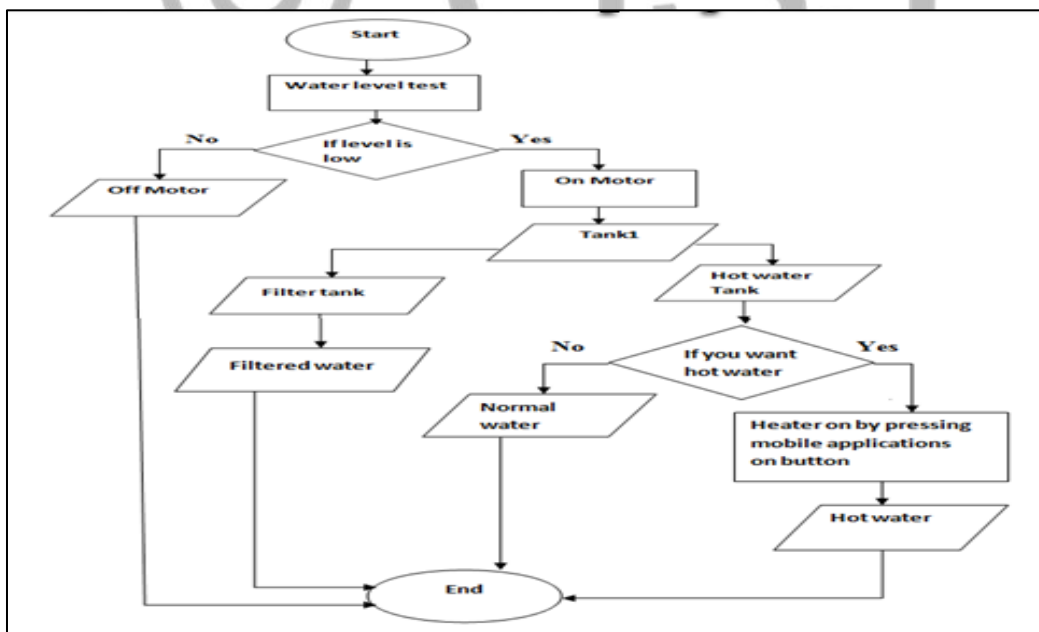 Start
Water level test
No
If level is
low
Yes
Off Motor
On Motor
Tank1
Filter tank
Hot water
Tank
Filtered water
No
If you want
hot water
Yes
Normal
water
Heater on by pressing
mobile applications
on button
Hot water
End